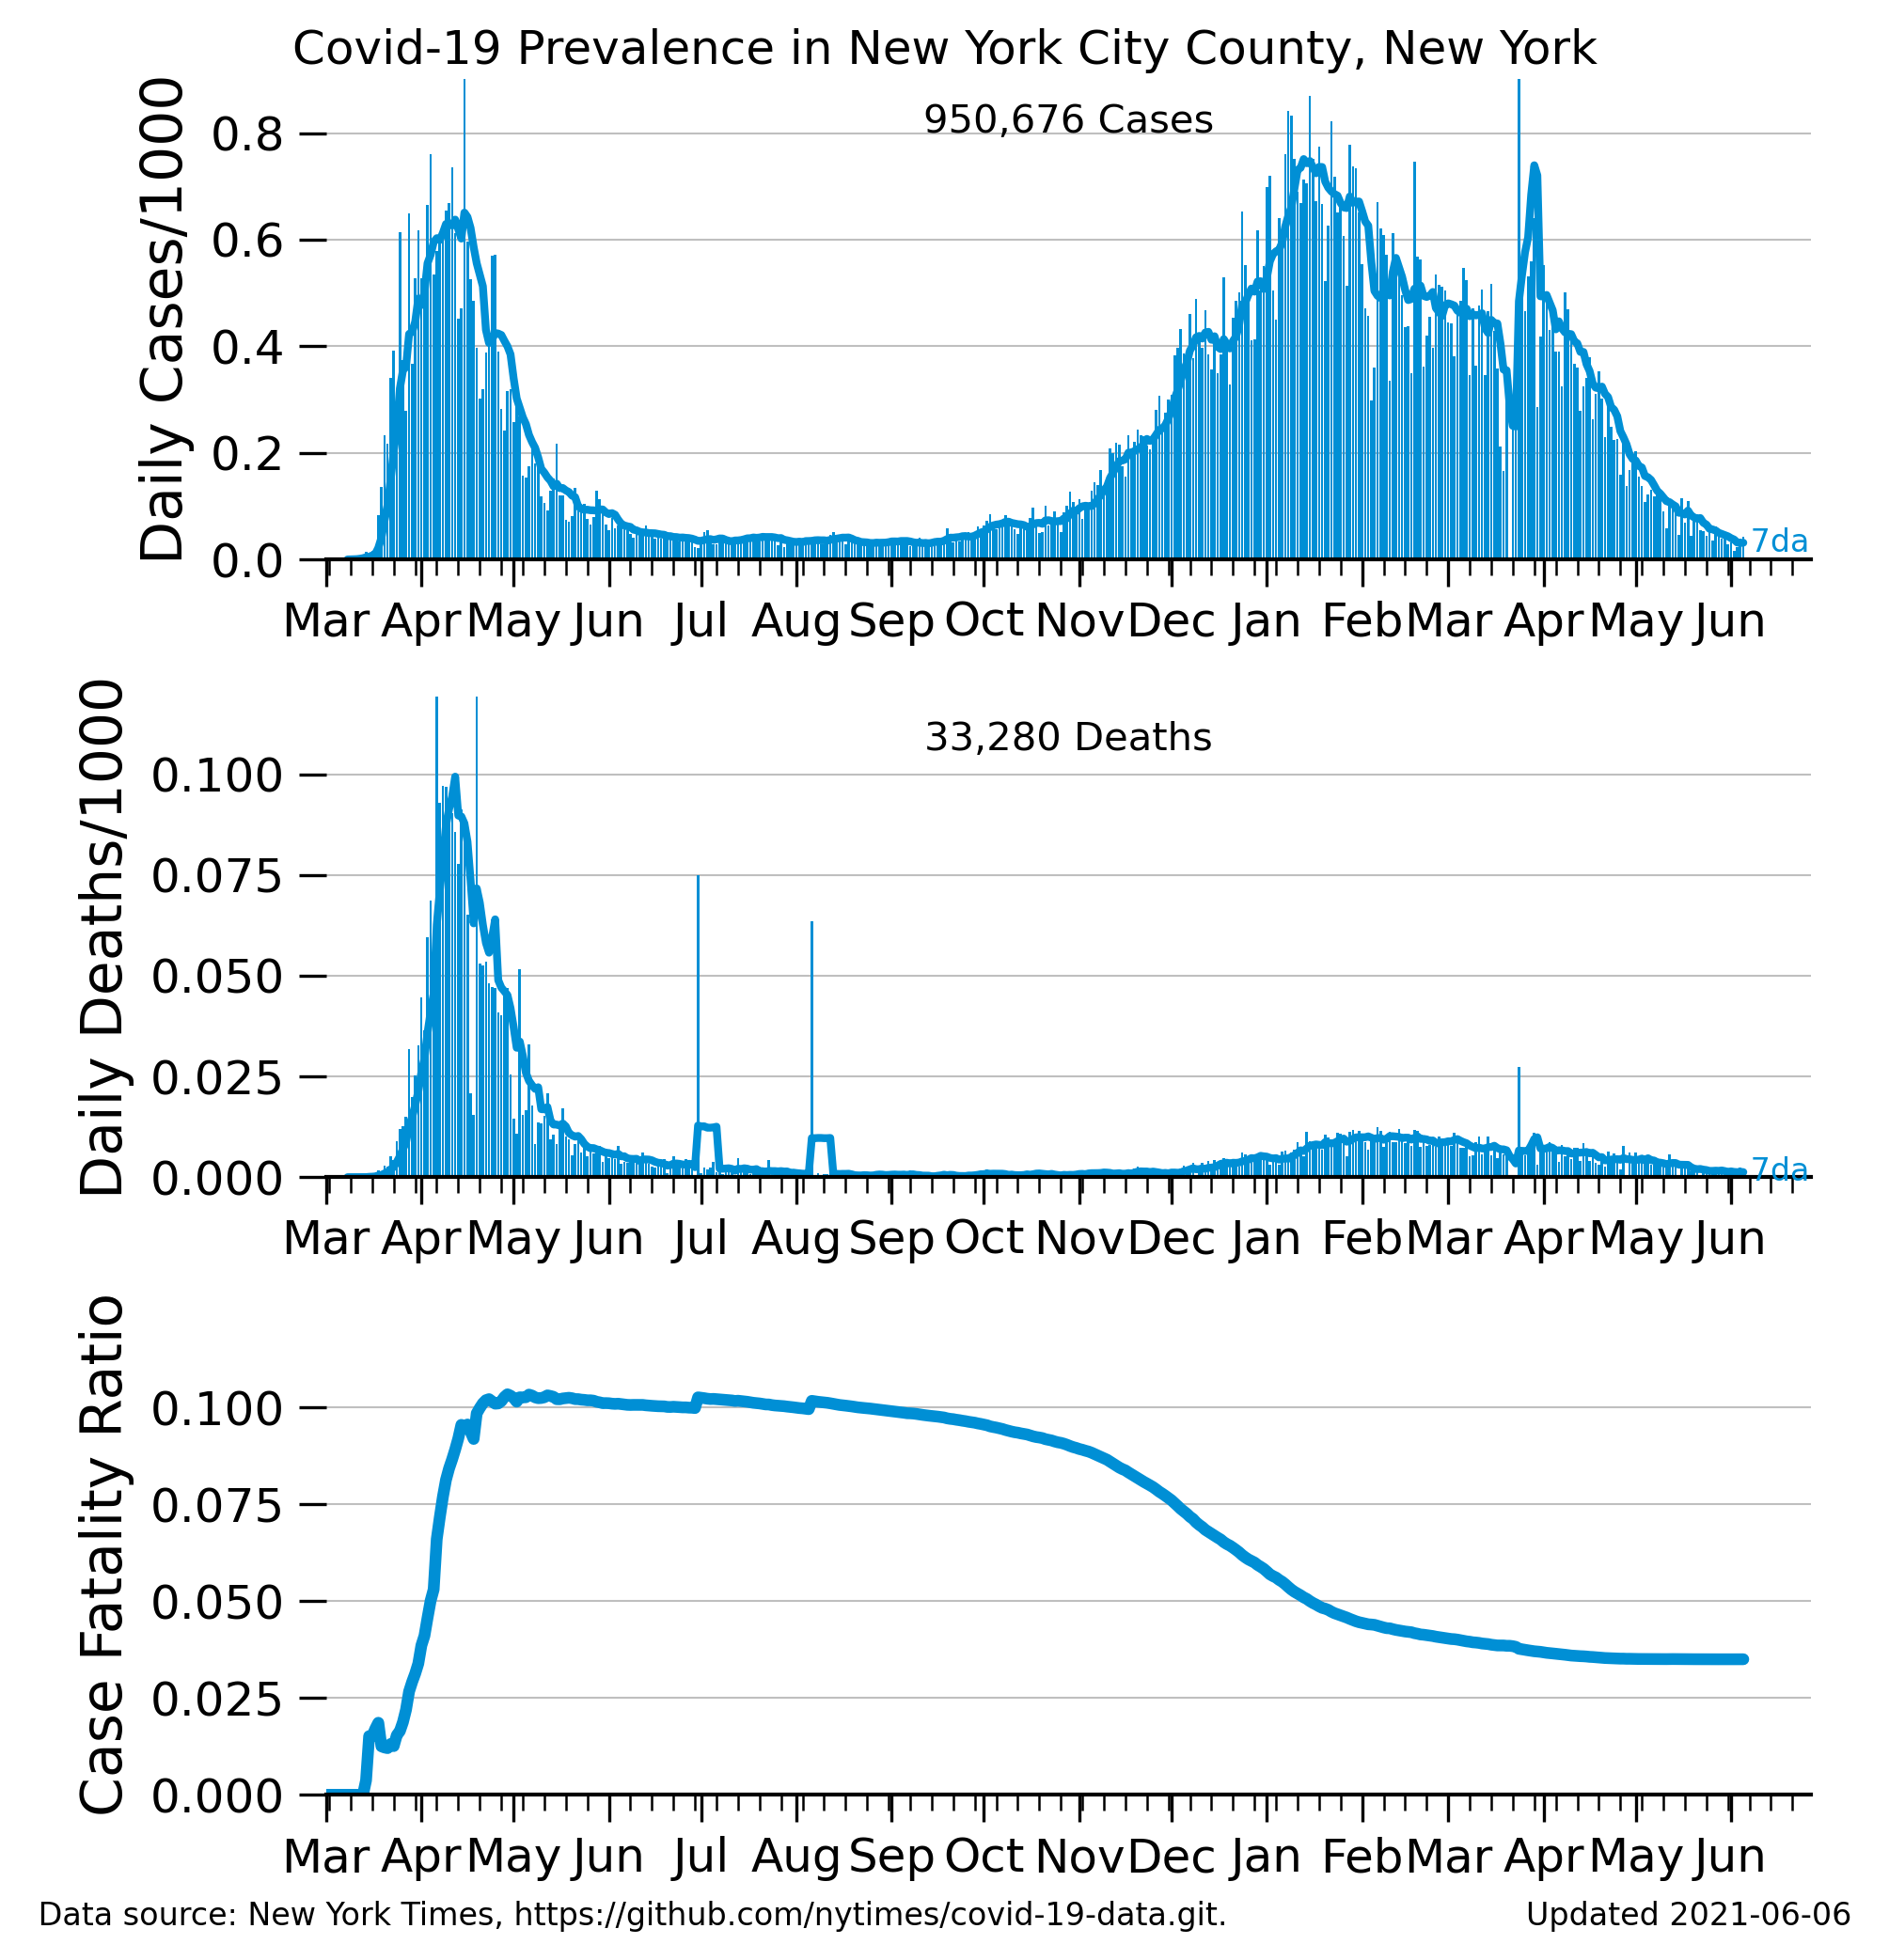 Covid-19 Prevalence in New York City County, New York
Daily Cases/1000
950,676 Cases
0.8
0.6
0.4
0.2
0.0
7da
Mar Apr May Jun Jul Aug Sep Oct Nov Dec Jan Feb Mar Apr May Jun
Daily Deaths/1000
33,280 Deaths
0.100
0.075
0.050
0.025
0.000
7da
Mar Apr May Jun Jul Aug Sep Oct Nov Dec Jan Feb Mar Apr May Jun
Case Fatality Ratio
0.100
0.075
0.050
0.025
0.000
Mar Apr May Jun Jul Aug Sep Oct Nov Dec Jan Feb Mar Apr May Jun
Data source: New York Times, https://github.com/nytimes/covid-19-data.git.
Updated 2021-06-06